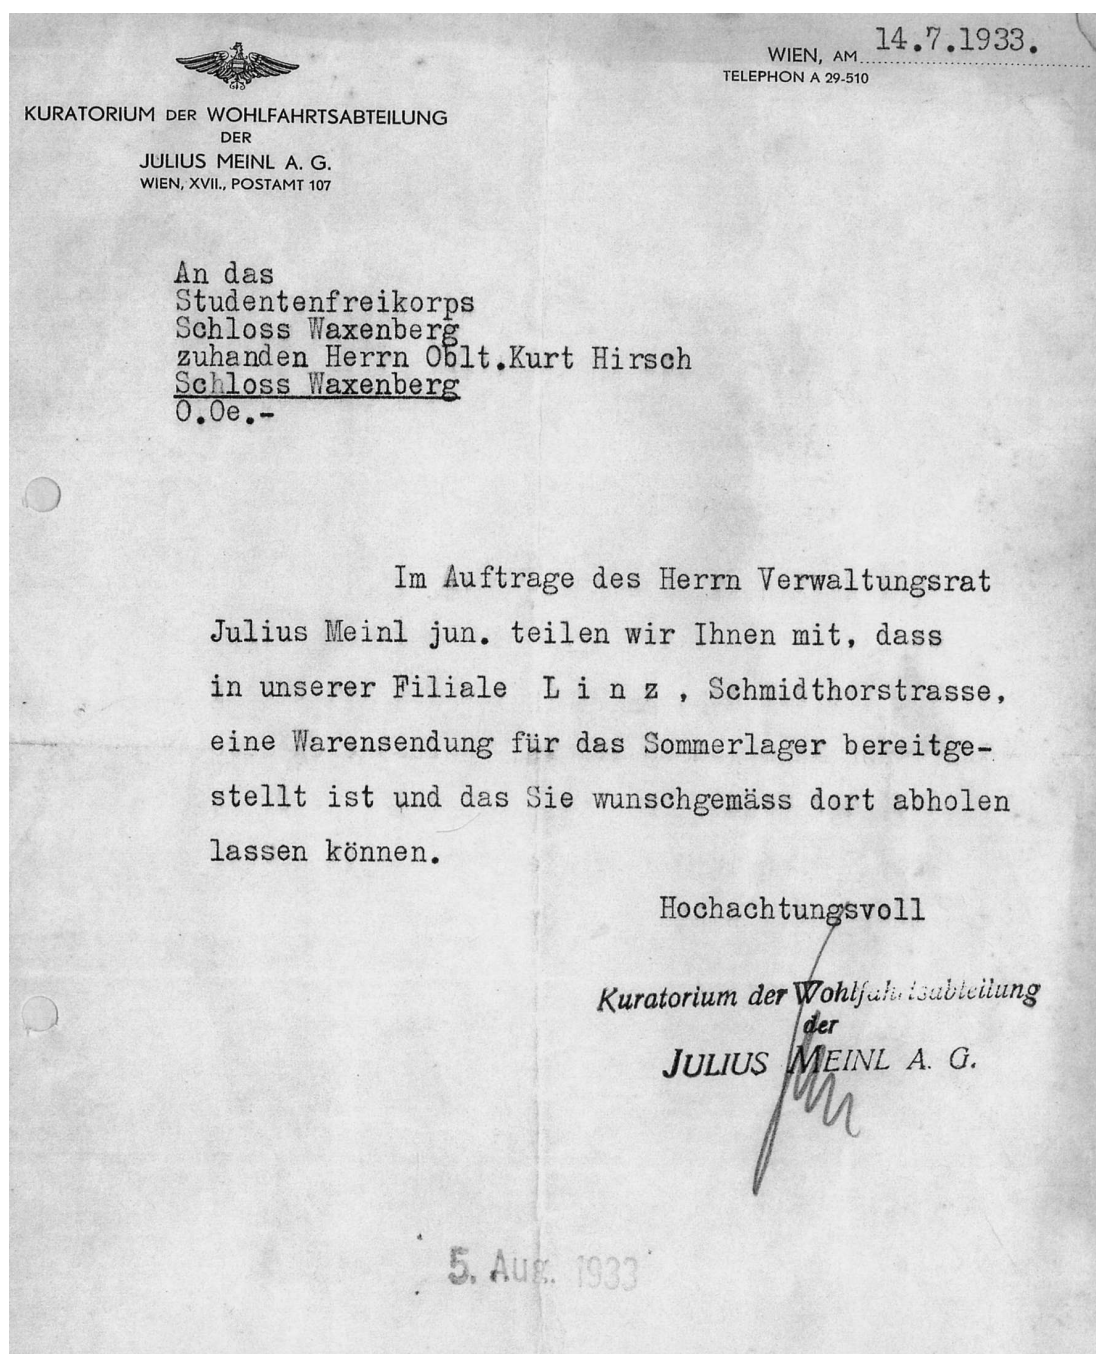 WIEN, AM 14.7.1933.
TELEPHON A 29-510
KURATORIUM DER WOHLFAHRTSABTEILUNG
DER
JULIUS MEINL A. G.
WIEN, XVII., POSTAMT 107
An das
Studentenfreikorps
Schloss Waxenberg
zuhanden Herrn Oblt.Kurt Hirsch
Schloss Waxenberg
O.Oe.-
Im Auftrage des Herrn Verwaltungsrat
Julius Meinl jun. teilen wir Ihnen mit, dass
in unserer Filiale L i n z , Schmidthorstrasse,
eine Warensendung für das Sommerlager bereitge-
stellt ist und das Sie wunschgemäss dort abholen
lassen können.
Hochachtungsvoll
Kuratorium der Wohlfahrtsabteilung
der
JULIUS MEINL A. G.
5. Aug. 1933